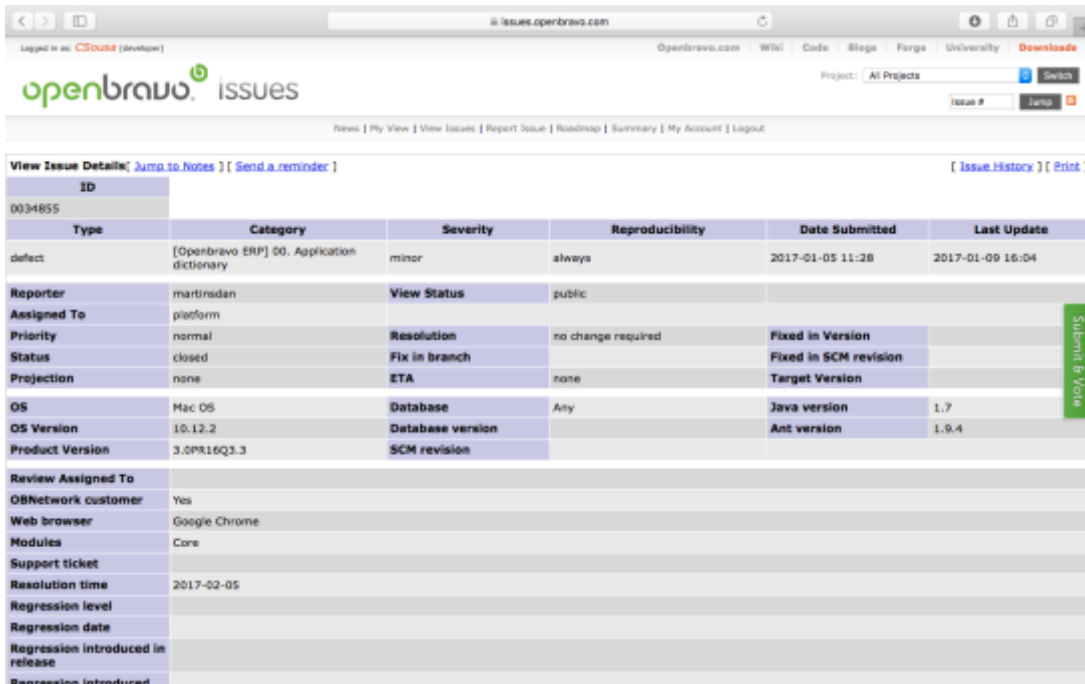 issues.openbravo.com
Logged in as: CSousa (developer)
Openbravo.com Wiki Code Blogs Forge University Downloads
openbravo. issues
Project: All Projects Switch
Issue # Jump
News | My View | View Issues | Report Issue | Roadmap | Summary | My Account | Logout
View Issue Details[ Jump to Notes ] [ Send a reminder ] [ Issue History ] [ Print ]
ID
0034855
Type Category Severity Reproducibility Date Submitted Last Update
defect [Openbravo ERP] 00. Application dictionary minor always 2017-01-05 11:28 2017-01-09 16:04
Reporter martinsdan View Status public
Assigned To platform
Priority normal Resolution no change required Fixed in Version
Status closed Fix in branch Fixed in SCM revision
Projection none ETA none Target Version
OS Mac OS Database Any Java version 1.7
OS Version 10.12.2 Database version Ant version 1.9.4
Product Version 3.0PR16Q3.3 SCM revision
Review Assigned To
OBNetwork customer Yes
Web browser Google Chrome
Modules Core
Support ticket
Resolution time 2017-02-05
Regression level
Regression date
Regression introduced in
release
Regression introduced
Submit & Vote